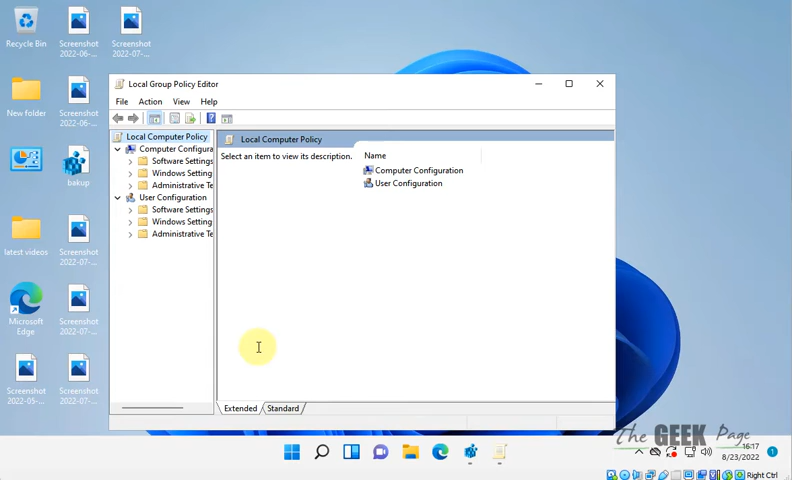 Recycle Bin
Screenshot
2022-06-...
Screenshot
2022-07-...
New folder
Screenshot
2022-06-...
bakup
latest videos
Screenshot
2022-07-...
Microsoft
Edge
Screenshot
2022-07-...
Screenshot
2022-05-...
Screenshot
2022-07-...
Local Group Policy Editor
File Action View Help
Local Computer Policy
Computer Configura
Software Settings
Windows Setting
Administrative Te
User Configuration
Software Settings
Windows Setting
Administrative Te
Local Computer Policy
Select an item to view its description.
Name
Computer Configuration
User Configuration
Extended
Standard
The GEEK Page
16:17
8/23/2022
1
Right Ctrl